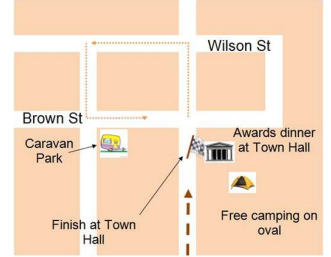 Wilson St
Brown St
Caravan
Park
Awards dinner
at Town Hall
Finish at Town
Hall
Free camping on
oval